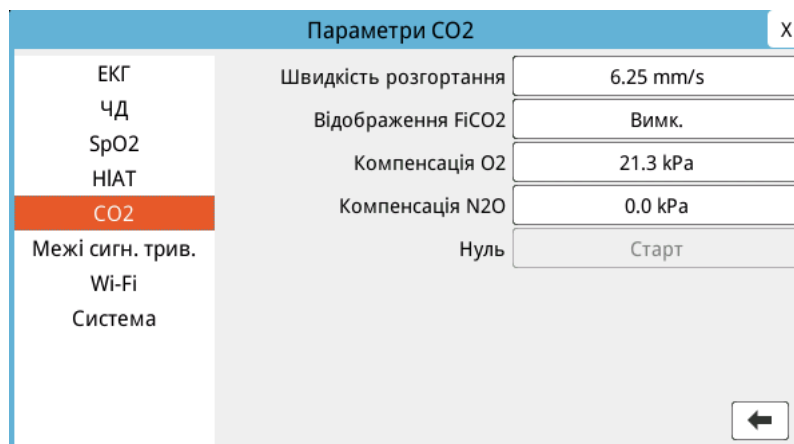 Параметри CO2
X
ЕКГ
ЧД
SpO2
НІАТ
CO2
Межі сигн. трив.
Wi-Fi
Система
Швидкість розгортання 6.25 mm/s
Відображення FiCO2 Вимк.
Компенсація O2 21.3 kPa
Компенсація N2O 0.0 kPa
Нуль Старт